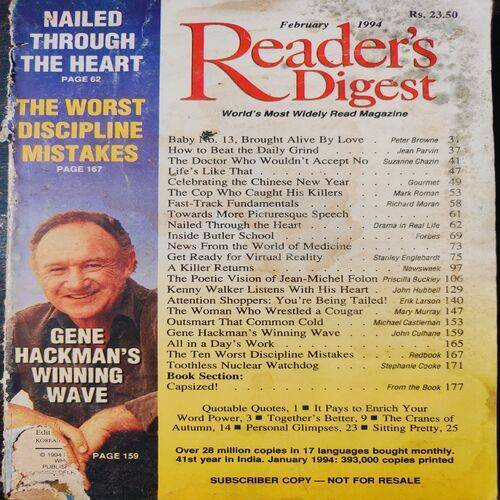 NAILED
THROUGH
THE HEART
PAGE 62
THE WORST
DISCIPLINE
MISTAKES
PAGE 167
GENE
HACKMAN'S
WINNING
WAVE
PAGE 159
Edit
KOREAN
© 1994
PUBLIS
DELH
February 1994
Rs. 23.50
Reader's
Digest
World's Most Widely Read Magazine
Baby No. 13, Brought Alive By Love . Peter Browne 31
How to Beat the Daily Grind . . Jean Parvin 37
The Doctor Who Wouldn't Accept No Suzanne Chazin 41
Life's Like That . . . 47
Celebrating the Chinese New Year . Gourmet 49
The Cop Who Caught His Killers . Mark Roman 53
Fast-Track Fundamentals . . . Richard Moran 58
Towards More Picturesque Speech . . . 61
Nailed Through the Heart . . Drama in Real Life 62
Inside Butler School . . . Forbes 69
News From the World of Medicine . . . 73
Get Ready for Virtual Reality . Stanley Englebardt 75
A Killer Returns . . . Newsweek 97
The Poetic Vision of Jean-Michel Folon Priscilla Buckley 106
Kenny Walker Listens With His Heart . John Hubbell 129
Attention Shoppers: You're Being Tailed! Erik Larson 140
The Woman Who Wrestled a Cougar Mary Murray 147
Outsmart That Common Cold . Michael Castleman 153
Gene Hackman's Winning Wave . John Culhane 159
All in a Day's Work . . . 165
The Ten Worst Discipline Mistakes . Redbook 167
Toothless Nuclear Watchdog . . Stephanie Cooke 171
Book Section:
Capsized! . . . From the Book 177
Quotable Quotes, 1 ■ It Pays to Enrich Your
Word Power, 3 ■ Together's Better, 9 ■ The Cranes of
Autumn, 14 ■ Personal Glimpses, 23 ■ Sitting Pretty, 25
Over 28 million copies in 17 languages bought monthly.
41st year in India. January 1994: 393,000 copies printed
SUBSCRIBER COPY — NOT FOR RESALE